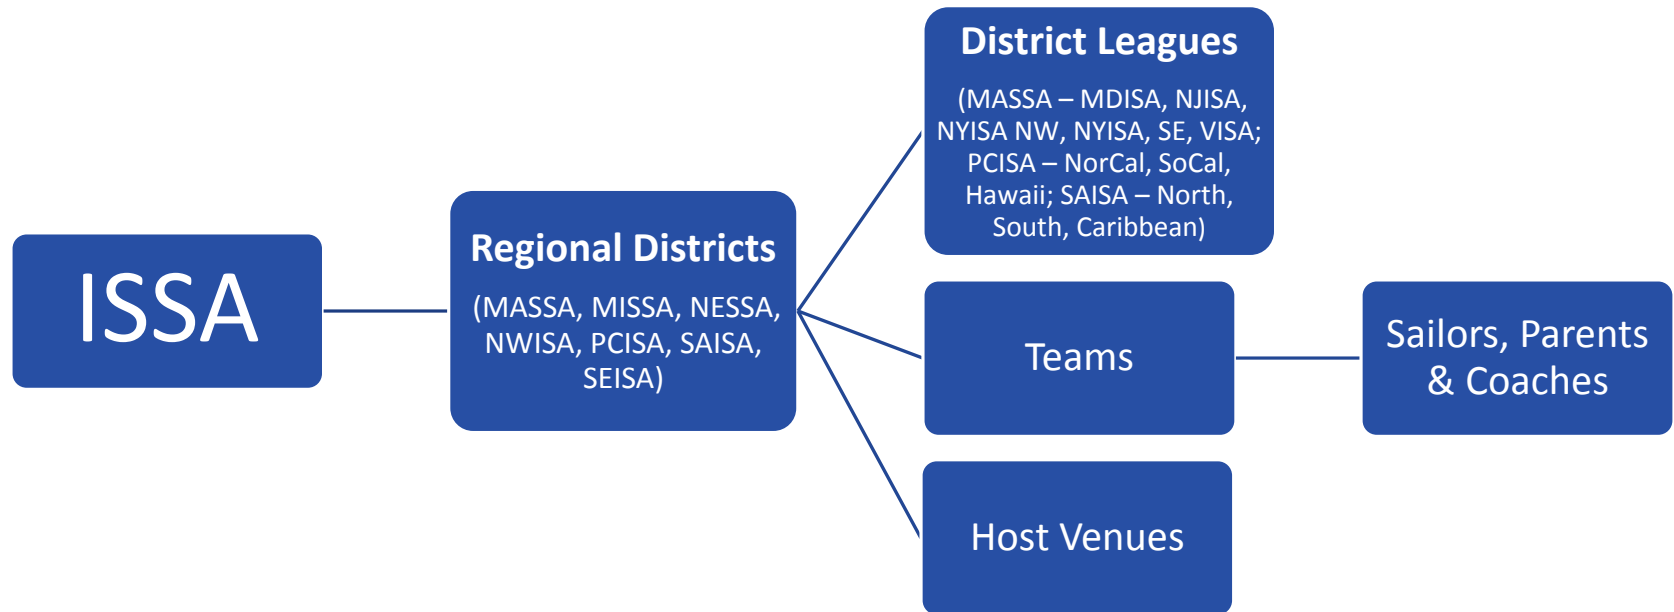 ISSA
Regional Districts
(MASSA, MISSA, NESSA,
NWISA, PCISA, SAISA,
SEISA)
District Leagues
(MASSA – MDISA, NJISA,
NYISA NW, NYISA, SE, VISA;
PCISA – NorCal, SoCal,
Hawaii; SAISA – North,
South, Caribbean)
Teams
Sailors, Parents
& Coaches
Host Venues